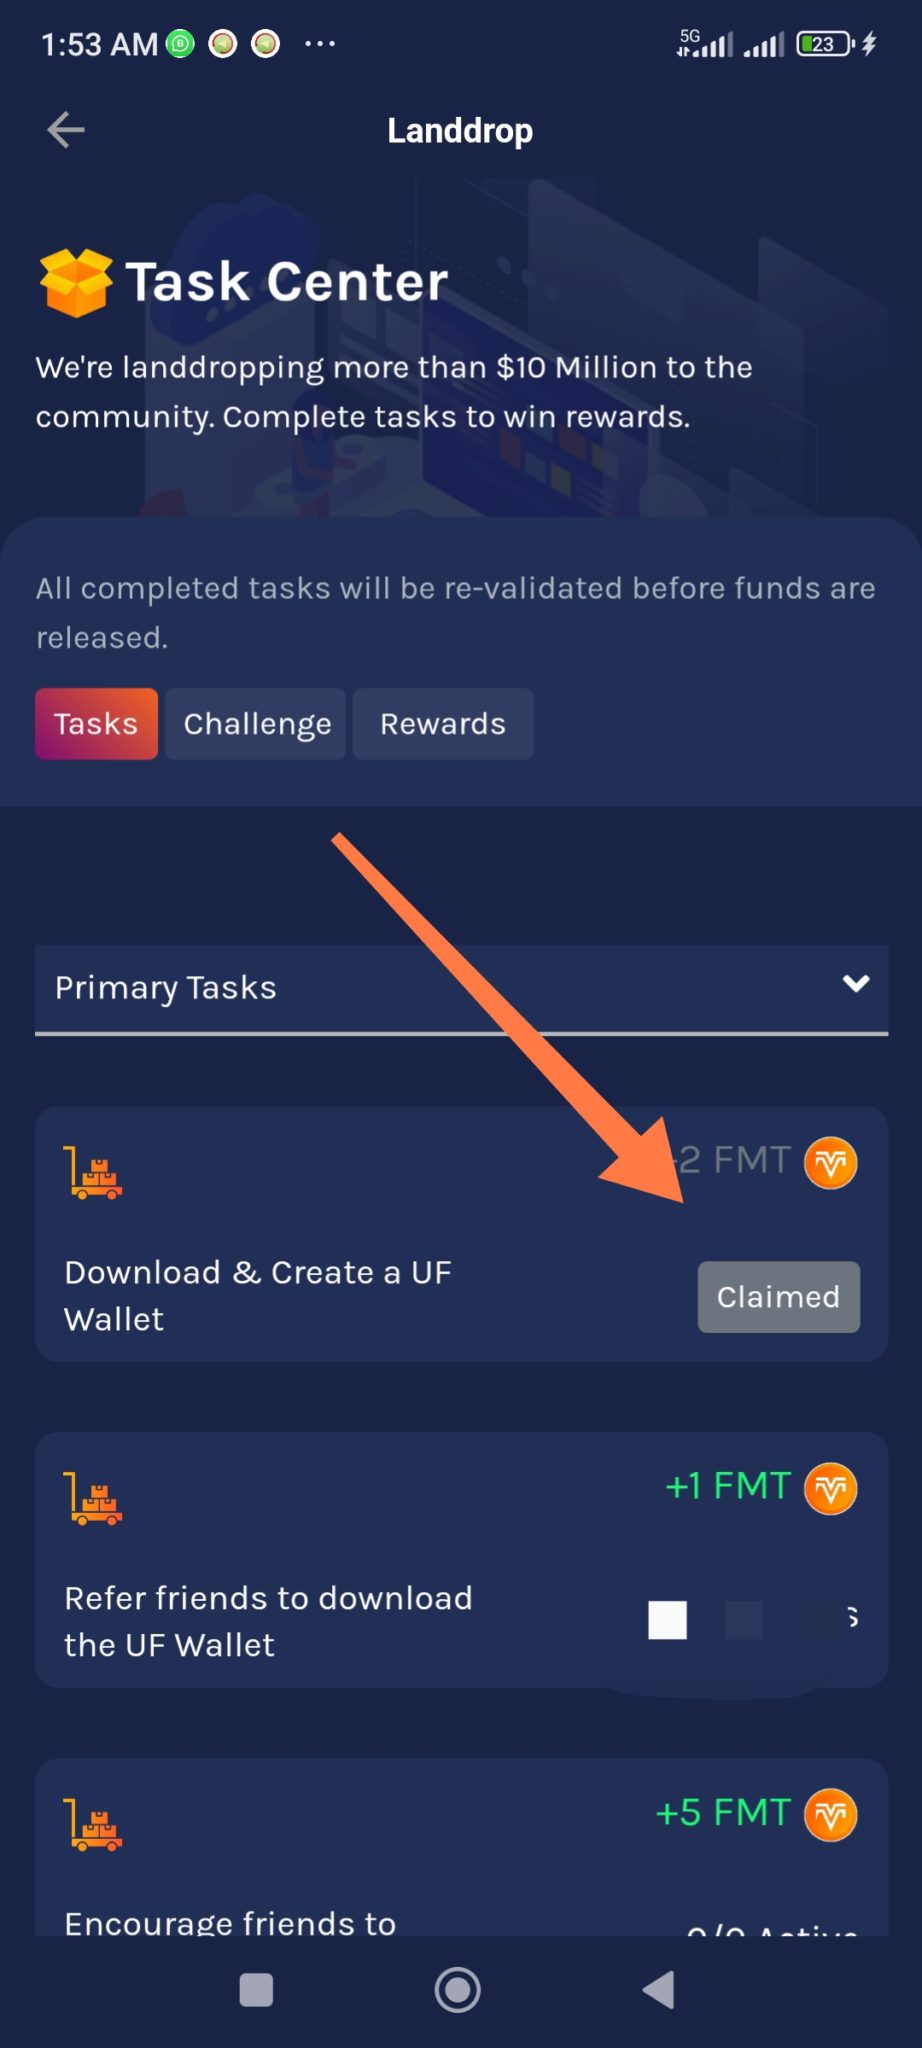 1:53 AM
5G
23
Landdrop
Task Center
We're landdropping more than $10 Million to the
community. Complete tasks to win rewards.
All completed tasks will be re-validated before funds are
released.
Tasks Challenge Rewards
Primary Tasks
2 FMT
Download & Create a UF
Wallet
Claimed
+1 FMT
Refer friends to download
the UF Wallet
s
+5 FMT
Encourage friends to
0/0 Active